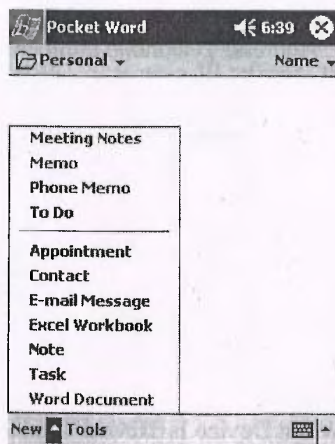 Pocket Word 6:39
Personal Name
Meeting Notes
Memo
Phone Memo
To Do
Appointment
Contact
E-mail Message
Excel Workbook
Note
Task
Word Document
New Tools